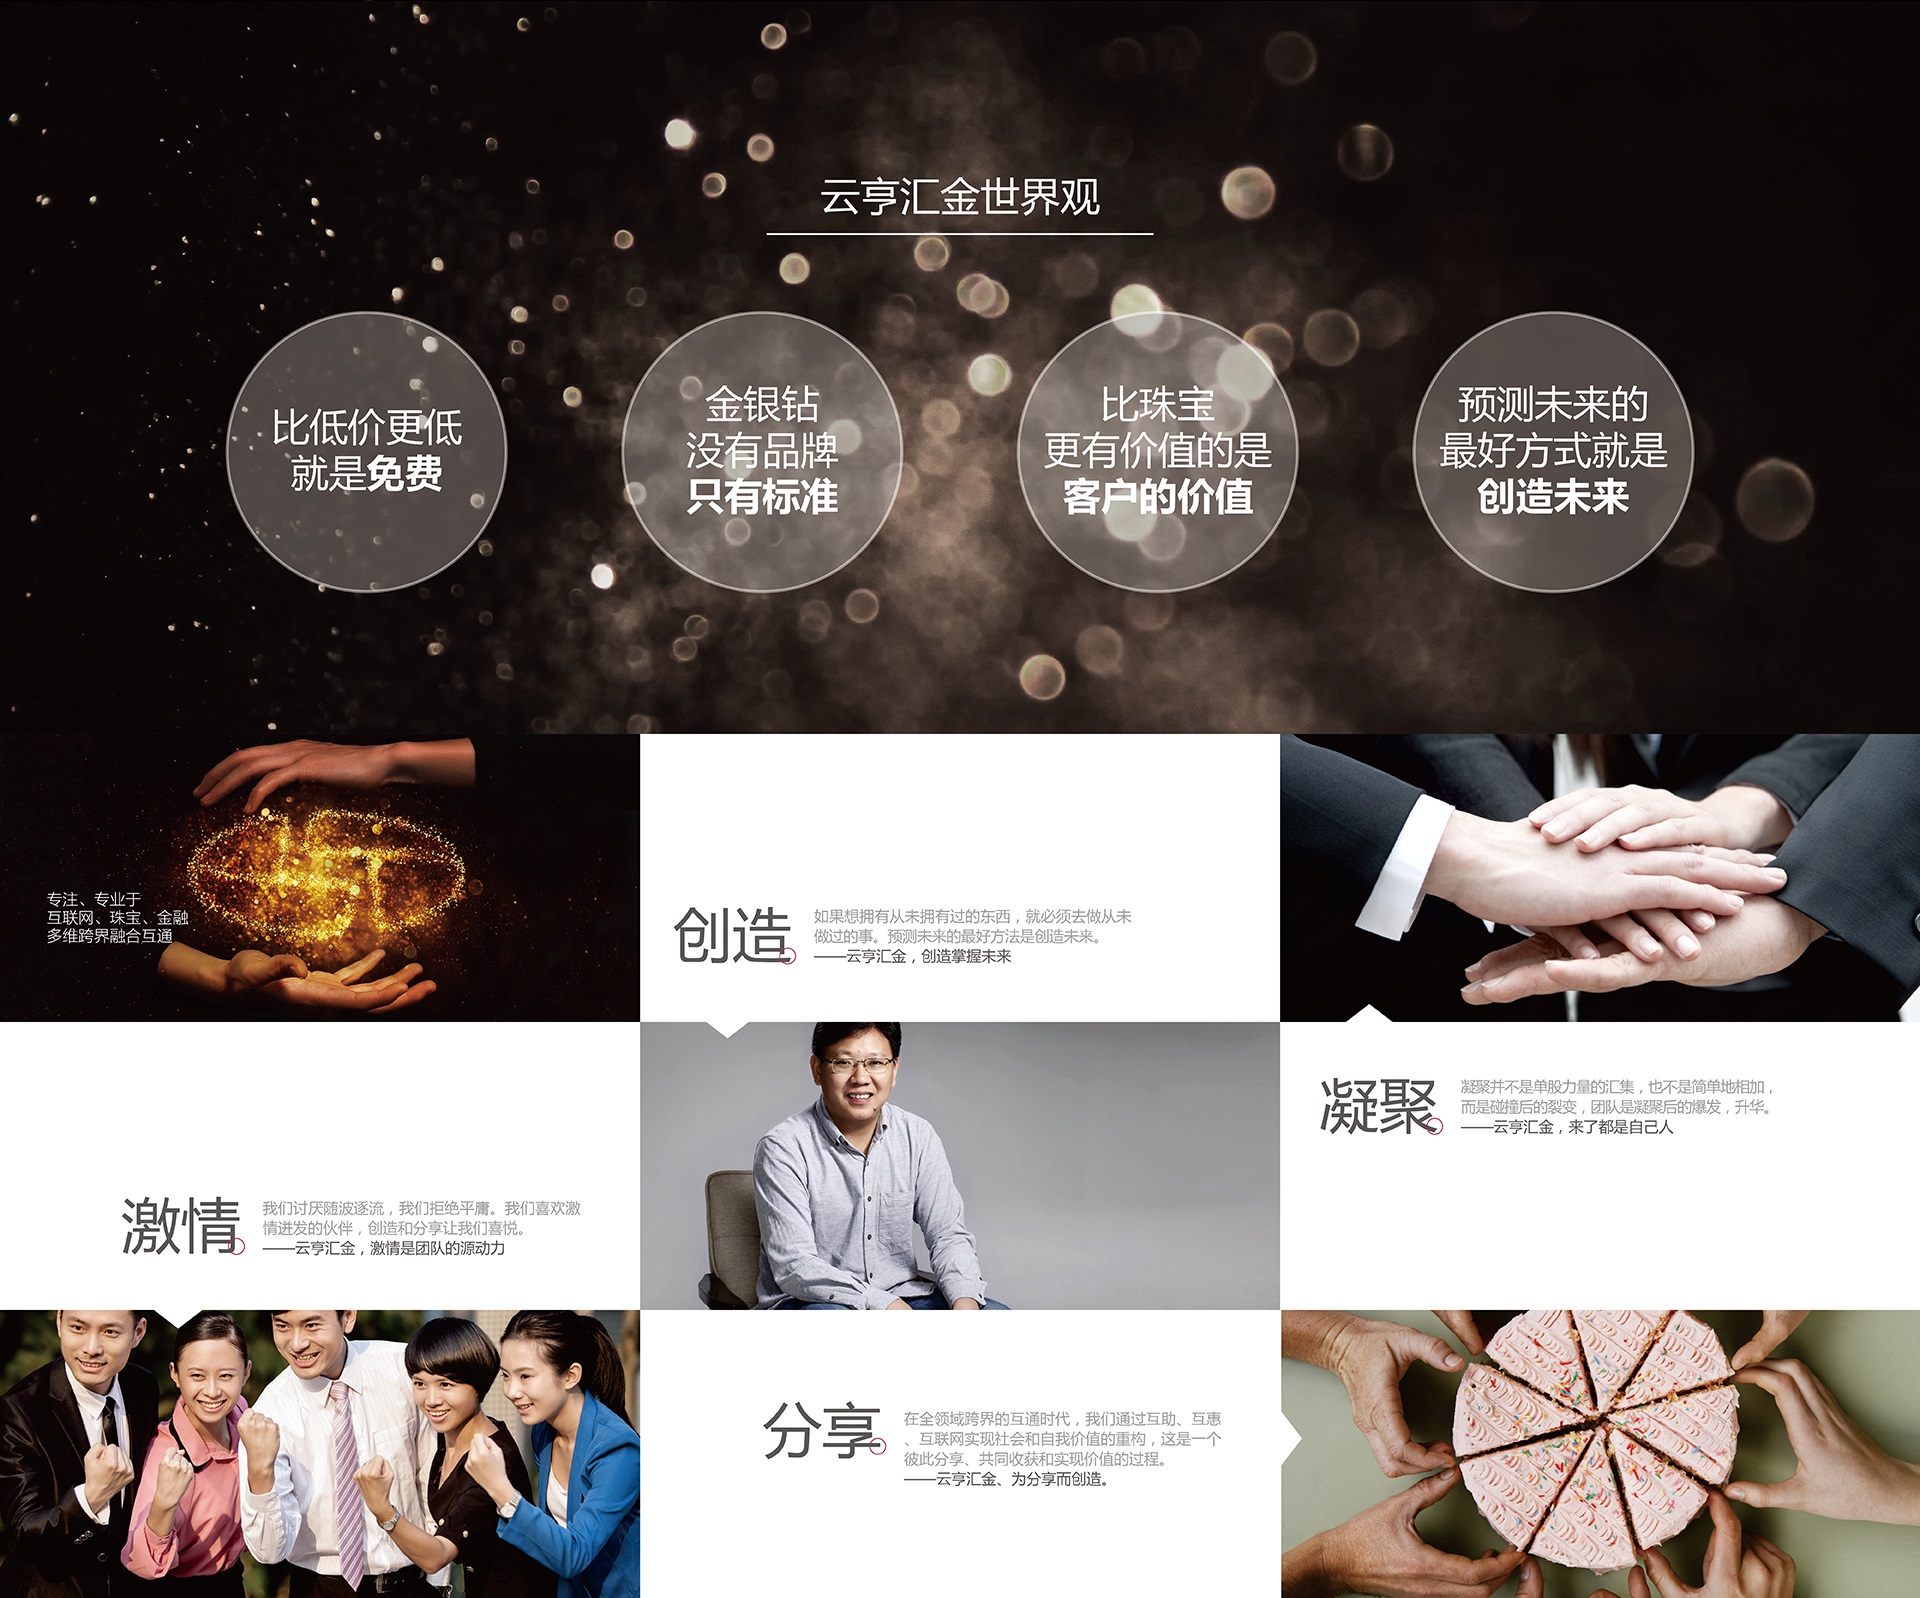 云亨汇金世界观
比低价更低
就是免费
金银钻
没有品牌
只有标准
比珠宝
更有价值的是
客户的价值
预测未来的
最好方式就是
创造未来
专注、专业于
互联网、珠宝、金融
多维跨界融合互通
创造
如果想拥有从未拥有过的东西，就必须去做从未
做过的事。预测未来的最好方法是创造未来。
——云亨汇金，创造掌握未来
凝聚
凝聚并不是单股力量的汇集，也不是简单地相加，
而是碰撞后的裂变，团队是凝聚后的爆发，升华。
——云亨汇金，来了都是自己人
激情
我们讨厌随波逐流，我们拒绝平庸。我们喜欢激
情迸发的伙伴，创造和分享让我们喜悦。
——云亨汇金，激情是团队的源动力
分享
在全领域跨界的互通时代，我们通过互助、互惠
、互联网实现社会和自我价值的重构，这是一个
彼此分享、共同收获和实现价值的过程。
——云亨汇金、为分享而创造。